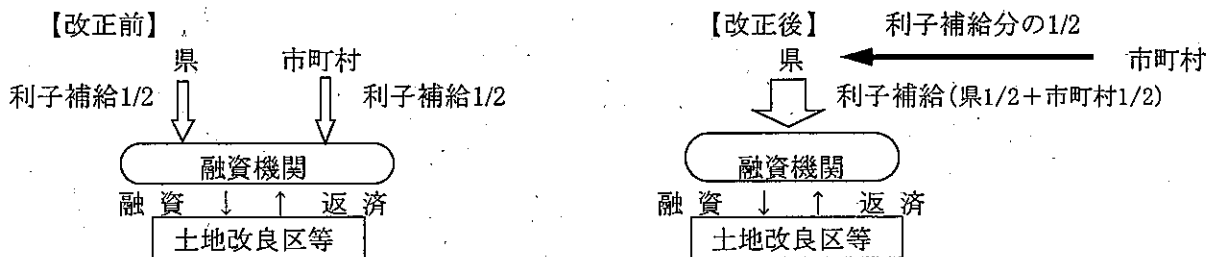 【改正前】
県 市町村
利子補給1/2 利子補給1/2
融資機関
融 資 ↓ ↑ 返 済
土地改良区等
【改正後】 利子補給分の1/2
県 市町村
利子補給(県1/2+市町村1/2)
融資機関
融 資 ↓ ↑ 返 済
土地改良区等